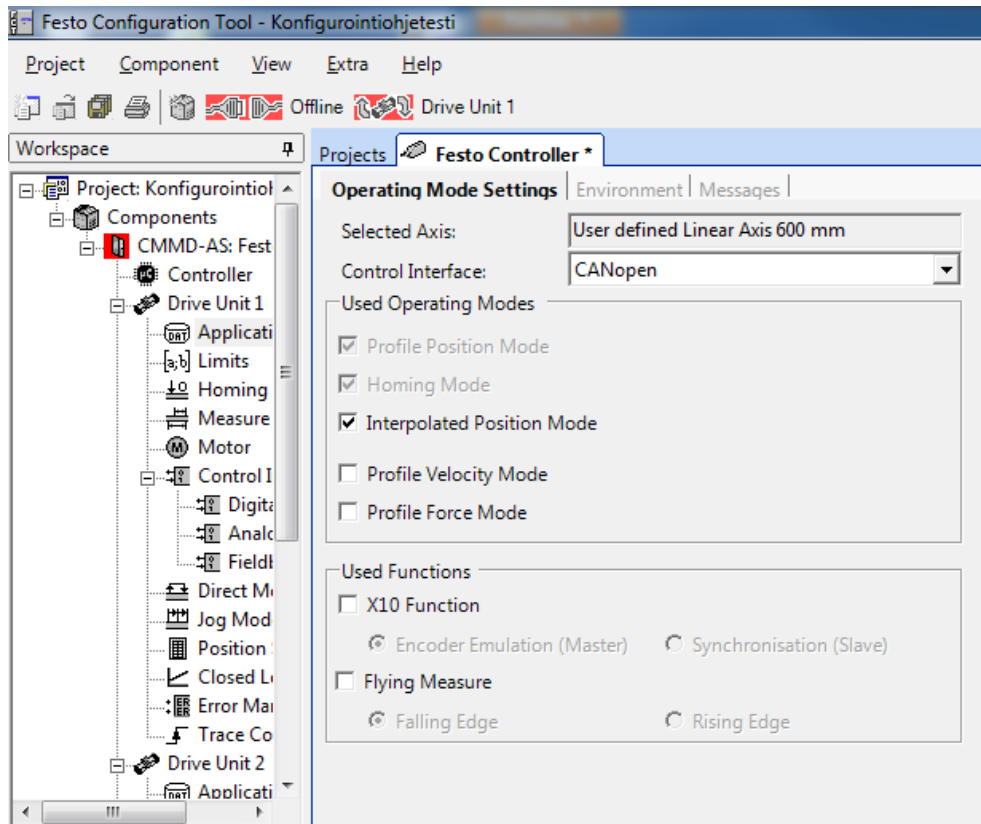 Festo Configuration Tool - Konfigurointiohjetesti
Project Component View Extra Help
Offline Drive Unit 1
Workspace
Projects Festo Controller *
Project: Konfigurointiol
Components
CMMD-AS: Fest
Controller
Drive Unit 1
Applicati
Limits
Homing
Measure
Motor
Control I
Digita
Analo
Fieldl
Direct M
Jog Mod
Position
Closed L
Error Mai
Trace Co
Drive Unit 2
Applicati
Operating Mode Settings Environment Messages
Selected Axis: User defined Linear Axis 600 mm
Control Interface: CANopen
Used Operating Modes
Profile Position Mode
Homing Mode
Interpolated Position Mode
Profile Velocity Mode
Profile Force Mode
Used Functions
X10 Function
Encoder Emulation (Master) Synchronisation (Slave)
Flying Measure
Falling Edge Rising Edge